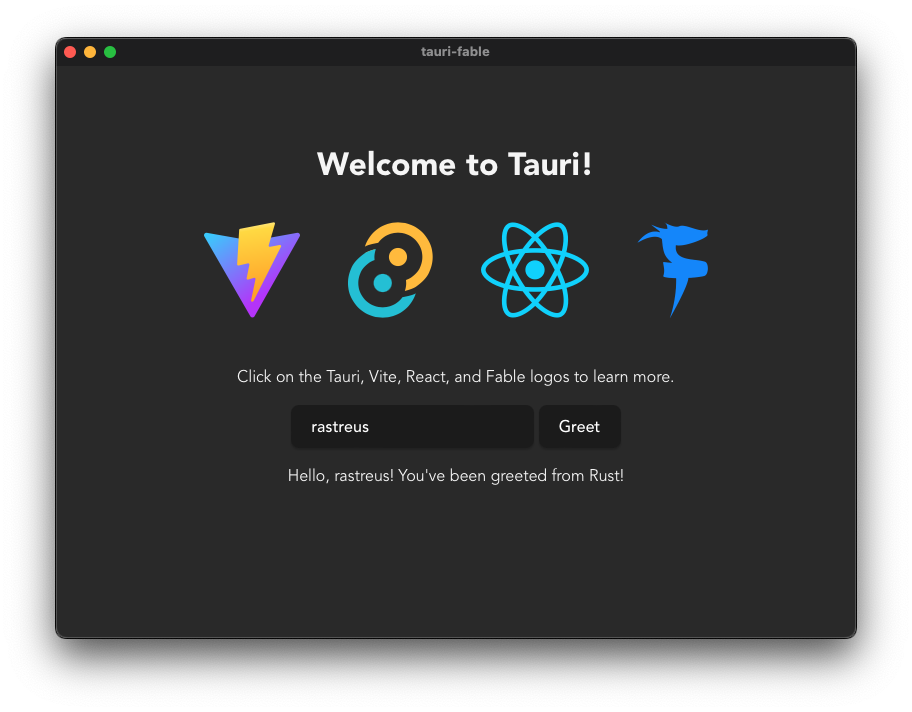 tauri-fable
Welcome to Tauri!
Click on the Tauri, Vite, React, and Fable logos to learn more.
rastreus
Greet
Hello, rastreus! You've been greeted from Rust!